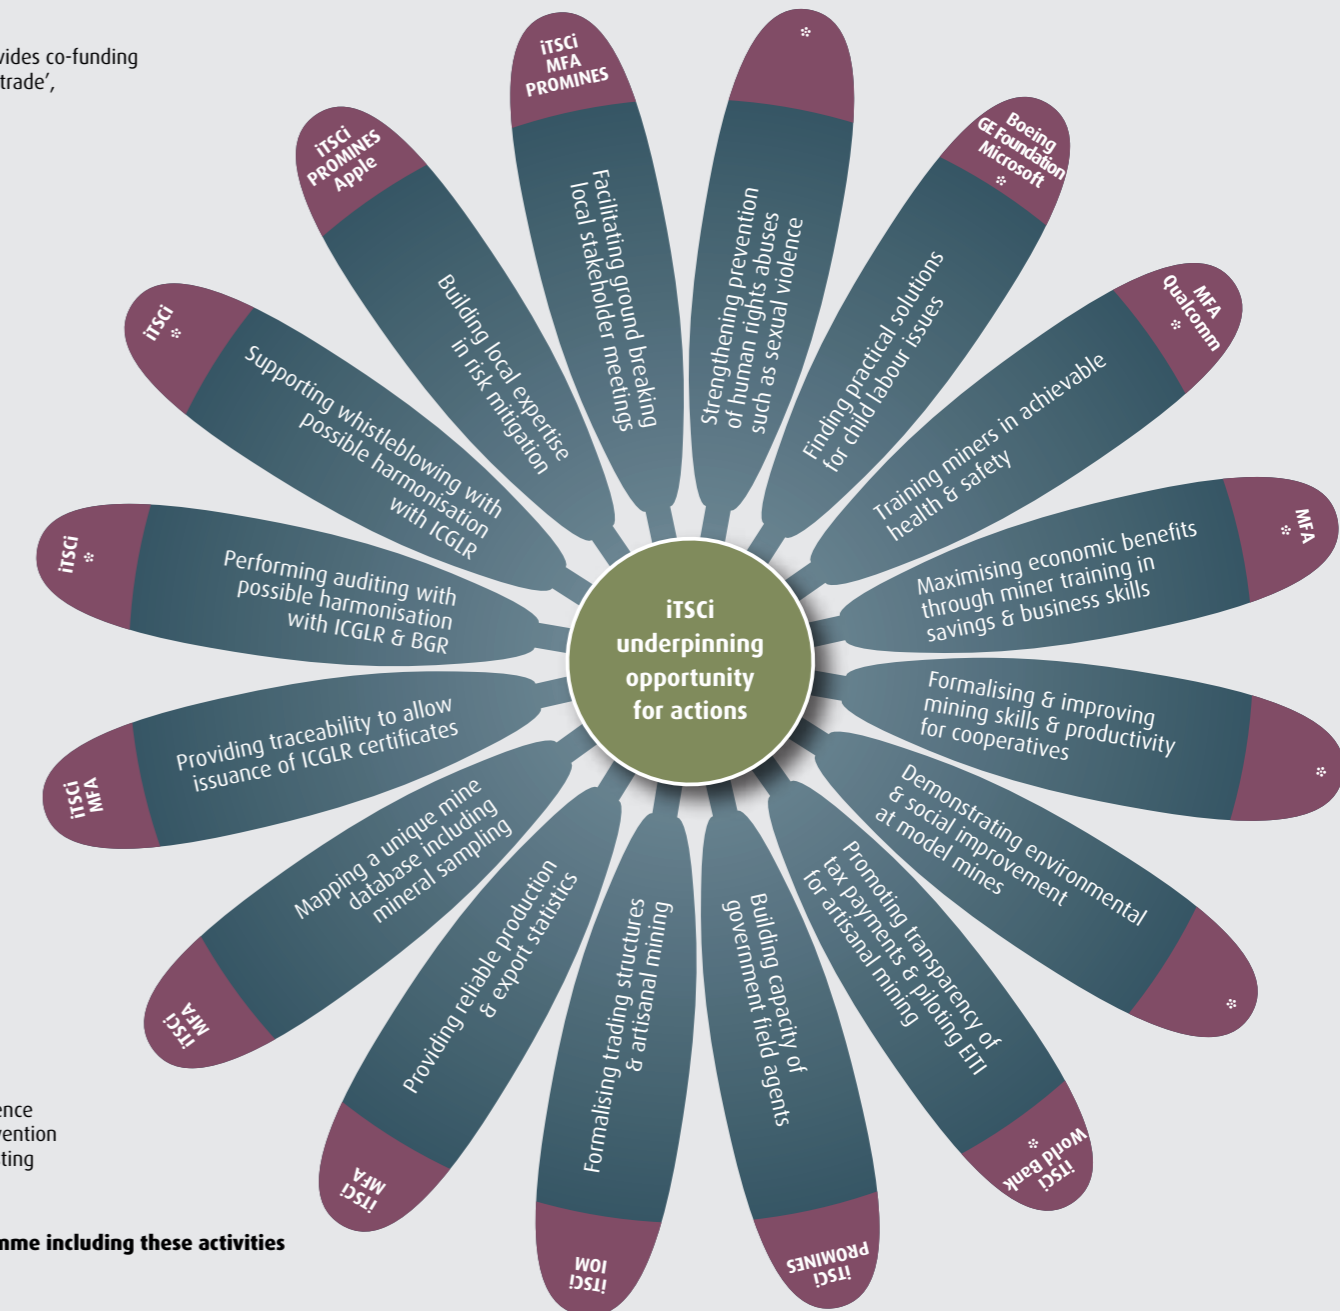 vides co-funding
trade’,
iTSCi
MFA
PROMINES
Facilitating ground breaking
local stakeholder meetings
*
Strengthening prevention
of human rights abuses
such as sexual violence
Boeing
GE Foundation
Microsoft
*
Finding practical solutions
for child labour issues
MFA
Qualcomm
*
Training miners in achievable
health & safety
MFA
*
Maximising economic benefits
through miner training in
savings & business skills
*
Formalising & improving
mining skills & productivity
for cooperatives
*
Demonstrating environmental
& social improvement
at model mines
iTSCi
World Bank
*
Promoting transparency of
tax payments & piloting EITI
for artisanal mining
iTSCi
PROMINES
Building capacity of
government field agents
iTSCi
IOM
Formalising trading structures
& artisanal mining
iTSCi
MFA
Providing reliable production
& export statistics
iTSCi
MFA
Mapping a unique mine
database including
mineral sampling
iTSCi
MFA
Providing traceability to allow
issuance of ICGLR certificates
iTSCi
*
Performing auditing with
possible harmonisation
with ICGLR & BGR
iTSCi
*
Supporting whistleblowing with
possible harmonisation
with ICGLR
iTSCi
PROMINES
Apple
Building local expertise
in risk mitigation
iTSCi
underpinning
opportunity
for actions
ence
vention
ting
mme including these activities